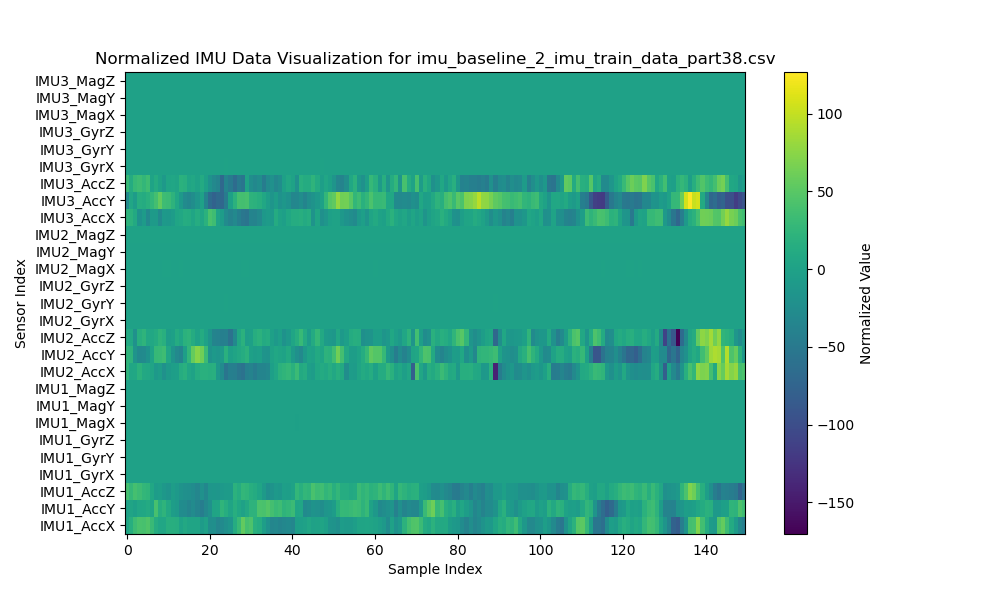 Normalized IMU Data Visualization for imu_baseline_2_imu_train_data_part38.csv
IMU3_MagZ
IMU3_MagY
IMU3_MagX
IMU3_GyrZ
IMU3_GyrY
IMU3_GyrX
IMU3_AccZ
IMU3_AccY
IMU3_AccX
IMU2_MagZ
IMU2_MagY
IMU2_MagX
IMU2_GyrZ
IMU2_GyrY
IMU2_GyrX
IMU2_AccZ
IMU2_AccY
IMU2_AccX
IMU1_MagZ
IMU1_MagY
IMU1_MagX
IMU1_GyrZ
IMU1_GyrY
IMU1_GyrX
IMU1_AccZ
IMU1_AccY
IMU1_AccX
Sensor Index
0 20 40 60 80 100 120 140
Sample Index
100
50
0
−50
−100
−150
Normalized Value